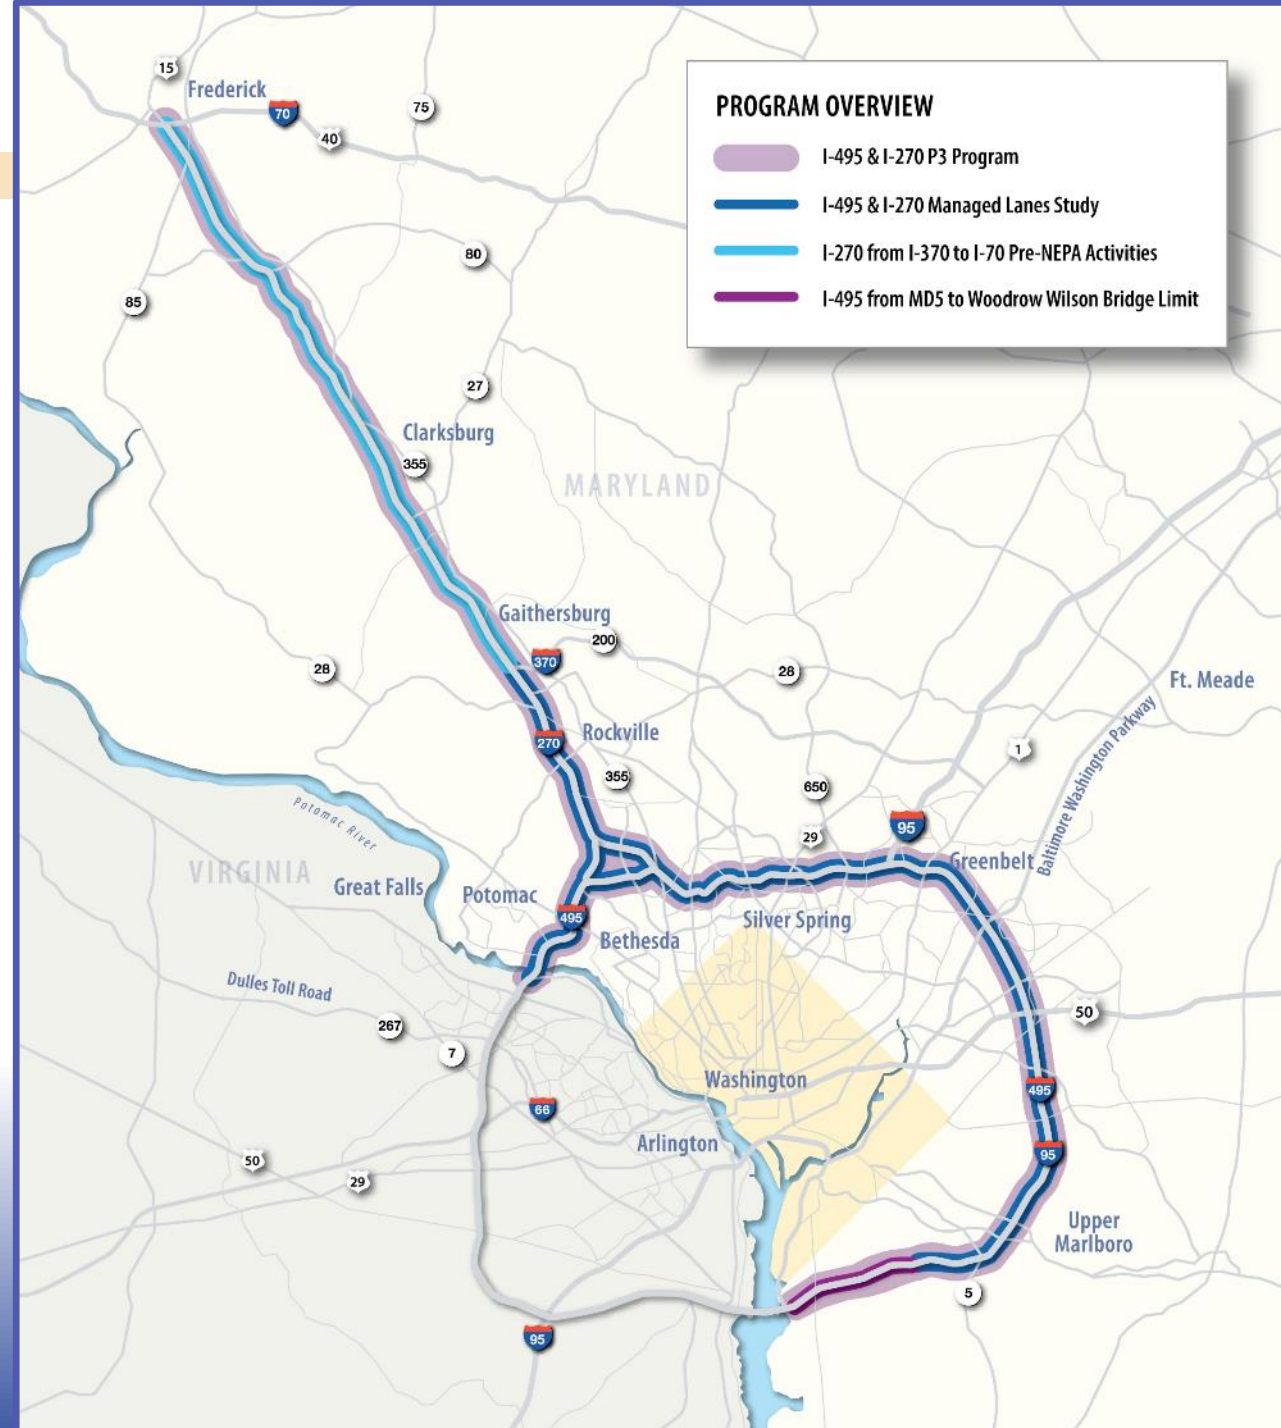 PROGRAM OVERVIEW
I-495 & I-270 P3 Program
I-495 & I-270 Managed Lanes Study
I-270 from I-370 to I-70 Pre-NEPA Activities
I-495 from MD5 to Woodrow Wilson Bridge Limit
15
Frederick
70
75
40
80
85
27
Clarksburg
355
MARYLAND
Gaithersburg
200
370
28
28
Ft. Meade
Rockville
270
1
Baltimore Washington Parkway
355
650
Potomac River
29
95
VIRGINIA
Greenbelt
Great Falls
Potomac
495
Silver Spring
Bethesda
Dulles Toll Road
267
50
7
Washington
495
66
Arlington
95
50
29
Upper
Marlboro
5
95